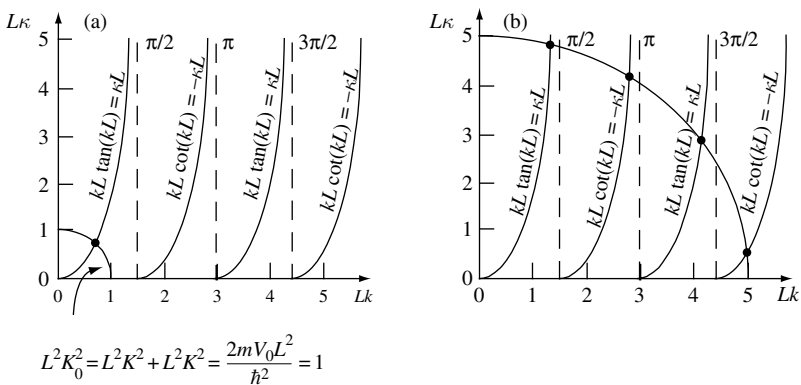 Lκ
(a)
5
4
3
2
1
0
π/2
π
3π/2
kL tan(kL) = κL
kL cot(kL) = −κL
kL tan(kL) = κL
kL cot(kL) = −κL
0 1 2 3 4 5 Lk
L²K₀² = L²K² + L²K² = 2mV₀L² / ℏ² = 1
Lκ
(b)
5
4
3
2
1
0
π/2
π
3π/2
kL tan(kL) = κL
kL cot(kL) = −κL
kL tan(kL) = κL
kL cot(kL) = −κL
0 1 2 3 4 5 Lk